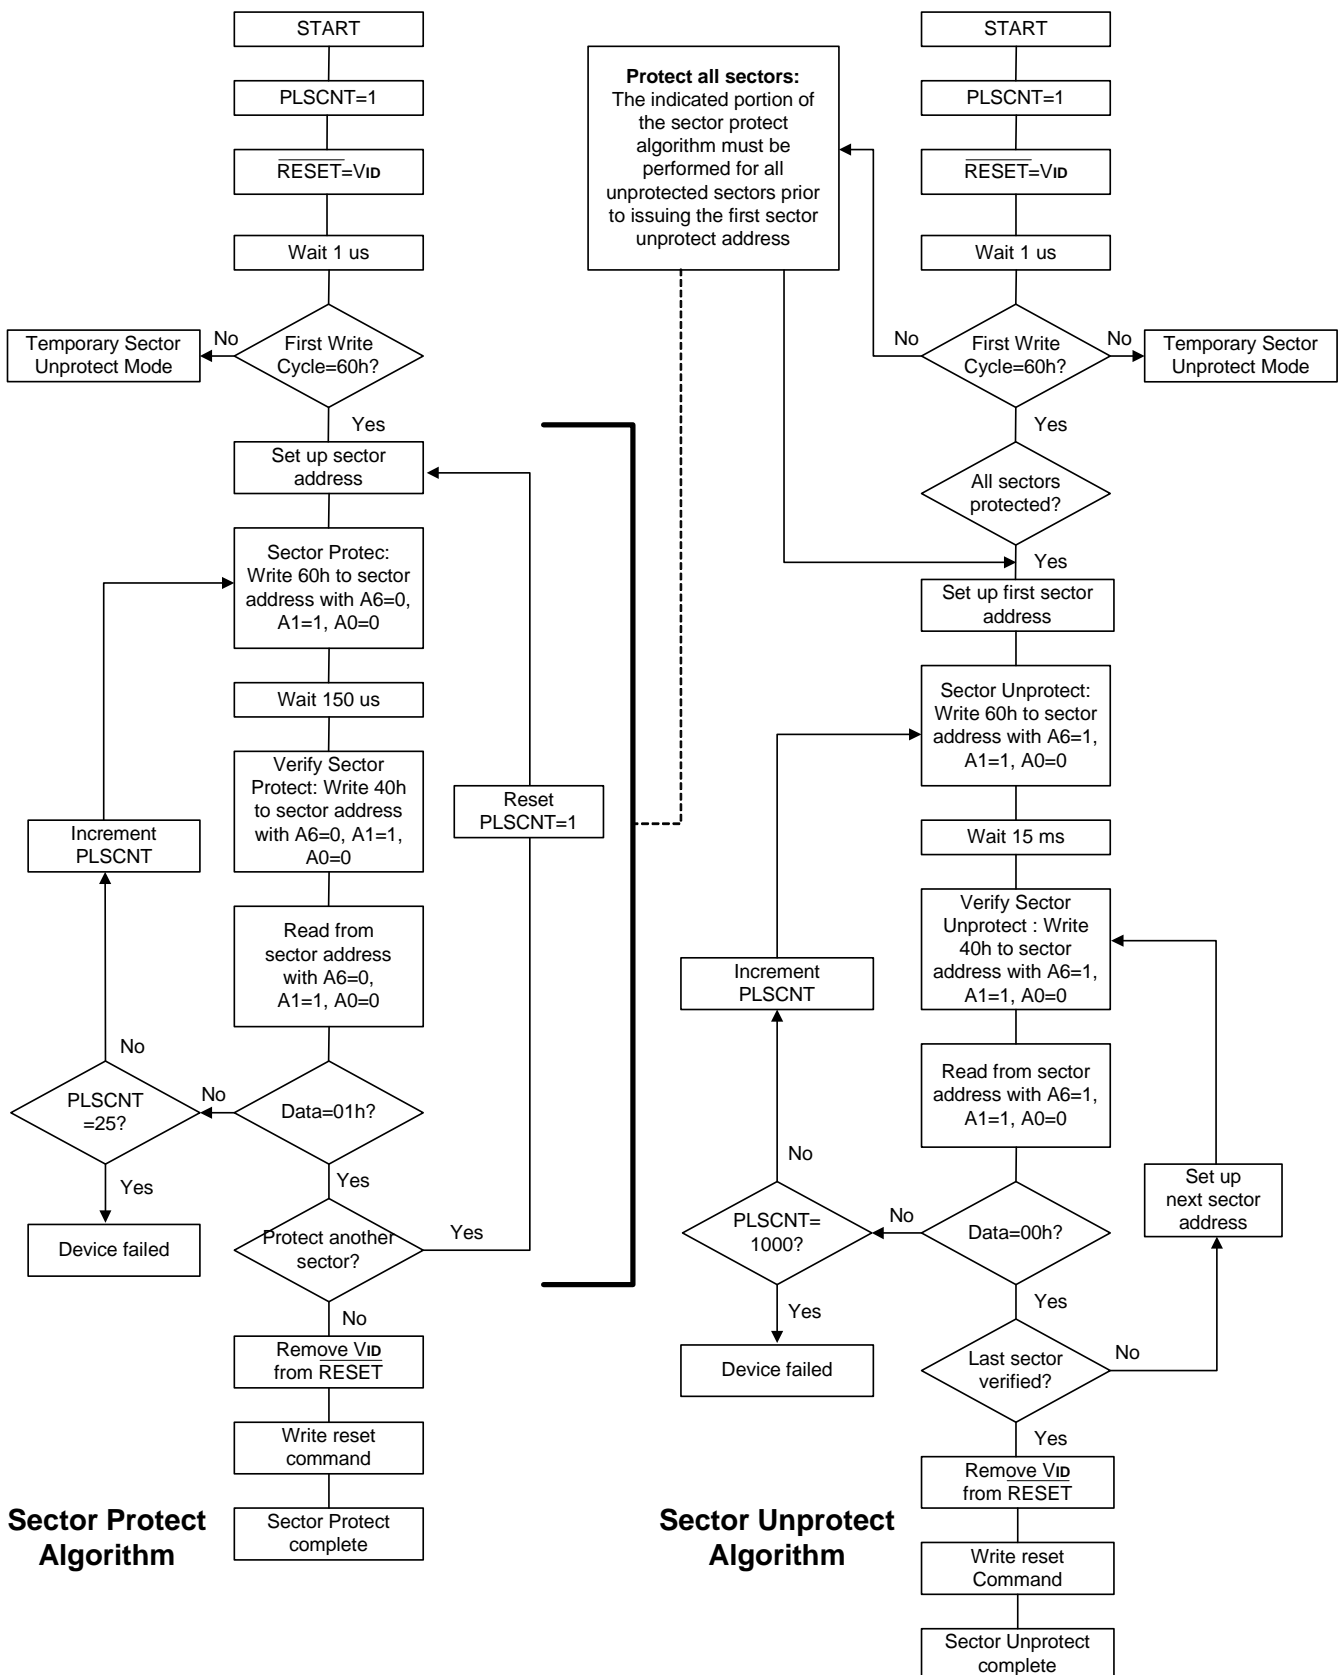 START
PLSCNT=1
RESET=VID
Wait 1 us
First Write
Cycle=60h?
No
Temporary Sector
Unprotect Mode
Yes
Set up sector
address
Sector Protec:
Write 60h to sector
address with A6=0,
A1=1, A0=0
Wait 150 us
Verify Sector
Protect: Write 40h
to sector address
with A6=0, A1=1,
A0=0
Reset
PLSCNT=1
Increment
PLSCNT
Read from
sector address
with A6=0,
A1=1, A0=0
No
PLSCNT
=25?
No
Data=01h?
Yes
Yes
Device failed
Protect another
sector?
Yes
No
Remove VID
from RESET
Write reset
command
Sector Protect
complete
Sector Protect
Algorithm
Protect all sectors:
The indicated portion of
the sector protect
algorithm must be
performed for all
unprotected sectors prior
to issuing the first sector
unprotect address
START
PLSCNT=1
RESET=VID
Wait 1 us
No
First Write
Cycle=60h?
No
Temporary Sector
Unprotect Mode
Yes
All sectors
protected?
Yes
Set up first sector
address
Sector Unprotect:
Write 60h to sector
address with A6=1,
A1=1, A0=0
Wait 15 ms
Verify Sector
Unprotect : Write
40h to sector
address with A6=1,
A1=1, A0=0
Increment
PLSCNT
Read from sector
address with A6=1,
A1=1, A0=0
No
PLSCNT=
1000?
No
Data=00h?
Set up
next sector
address
Yes
Yes
Device failed
Last sector
verified?
No
Yes
Remove VID
from RESET
Write reset
Command
Sector Unprotect
complete
Sector Unprotect
Algorithm